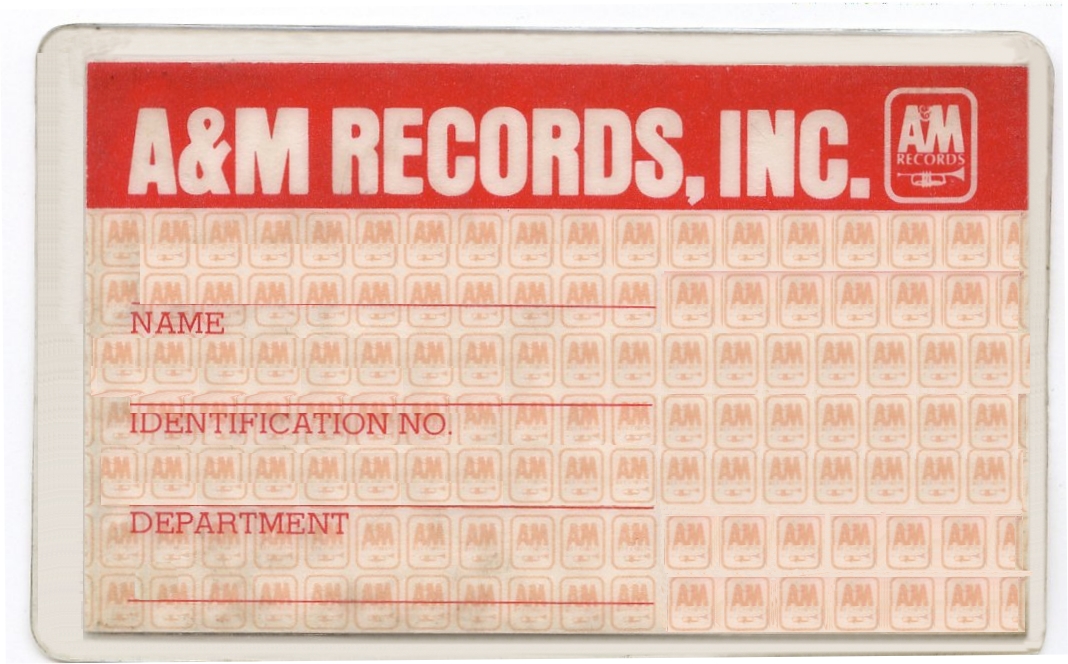 A&M RECORDS, INC.
A&M
RECORDS
NAME
IDENTIFICATION NO.
DEPARTMENT